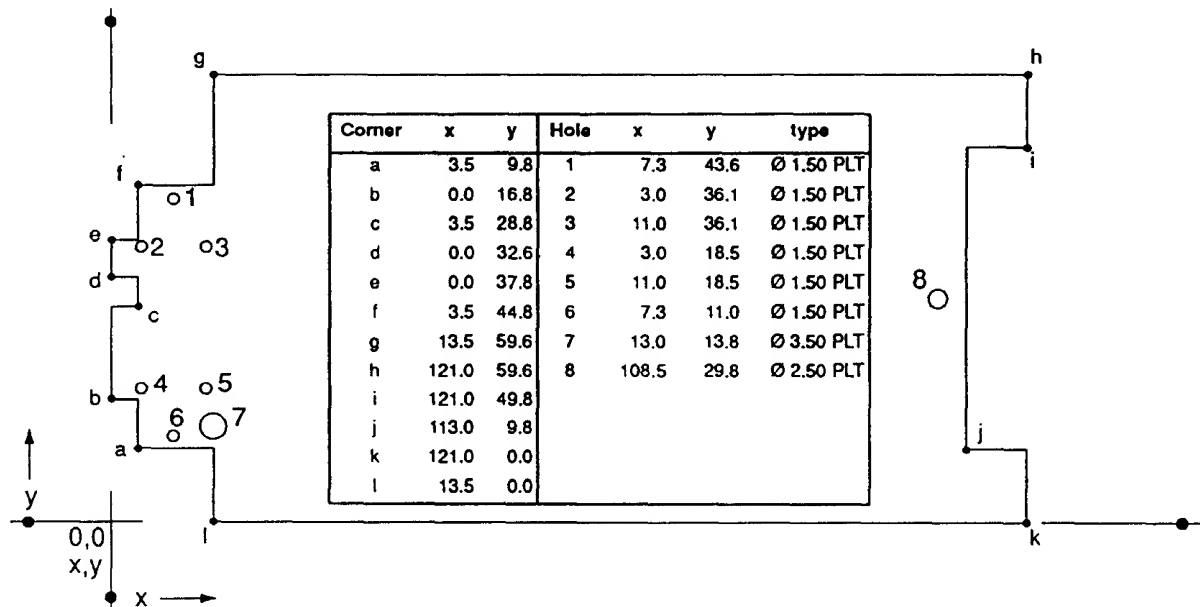 g
h
Corner x y Hole x y type
a 3.5 9.8 1 7.3 43.6 Ø 1.50 PLT
b 0.0 16.8 2 3.0 36.1 Ø 1.50 PLT
c 3.5 28.8 3 11.0 36.1 Ø 1.50 PLT
d 0.0 32.6 4 3.0 18.5 Ø 1.50 PLT
e 0.0 37.8 5 11.0 18.5 Ø 1.50 PLT
f 3.5 44.8 6 7.3 11.0 Ø 1.50 PLT
g 13.5 59.6 7 13.0 13.8 Ø 3.50 PLT
h 121.0 59.6 8 108.5 29.8 Ø 2.50 PLT
i 121.0 49.8
j 113.0 9.8
k 121.0 0.0
l 13.5 0.0
i
f
1
e
2
3
d
8
c
b
4
5
6
7
a
j
y
0,0
x,y
l
k
x